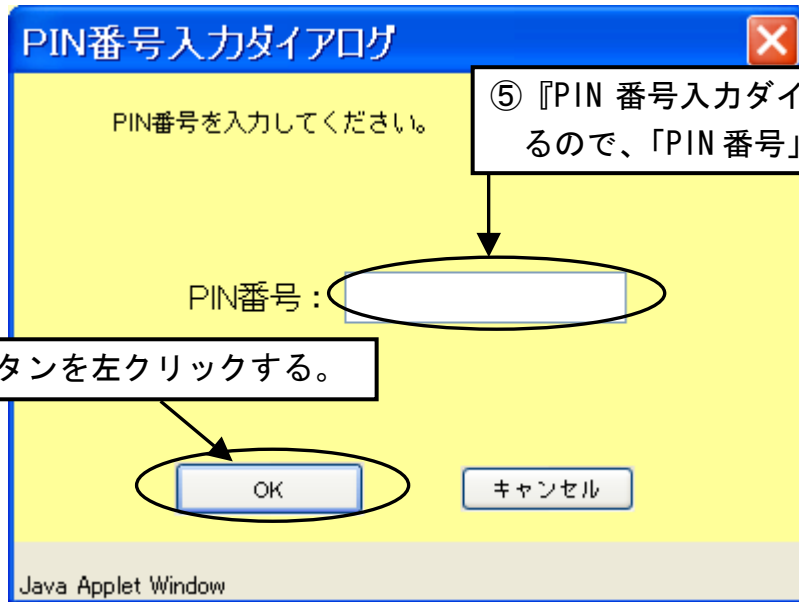 PIN番号入力ダイアログ
⑤『PIN 番号入力ダイ
るので、「PIN 番号」
PIN番号を入力してください。
PIN番号：
タンを左クリックする。
OK
キャンセル
Java Applet Window